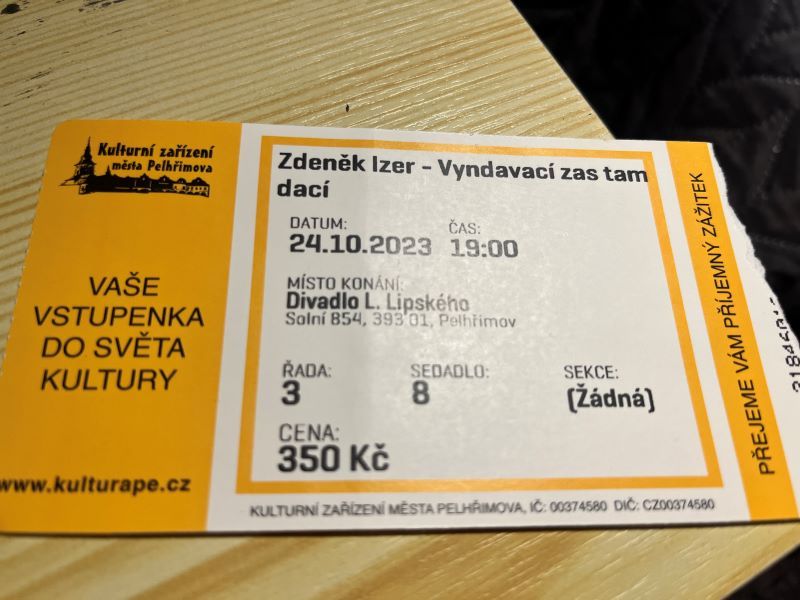 Kulturní zařízení
města Pelhřimova
VAŠE
VSTUPENKA
DO SVĚTA
KULTURY
www.kulturape.cz
Zdeněk Izer - Vyndavací zas tam
dací
DATUM: ČAS:
24.10.2023 19:00
MÍSTO KONÁNÍ:
Divadlo L. Lipského
Solní 854, 393 01, Pelhřimov
ŘADA: SEDADLO: SEKCE:
3 8 (Žádná)
CENA:
350 Kč
KULTURNÍ ZAŘÍZENÍ MĚSTA PELHŘIMOVA, IČ: 00374580 DIČ: CZ00374580
PŘEJEME VÁM PŘÍJEMNÝ ZÁŽITEK